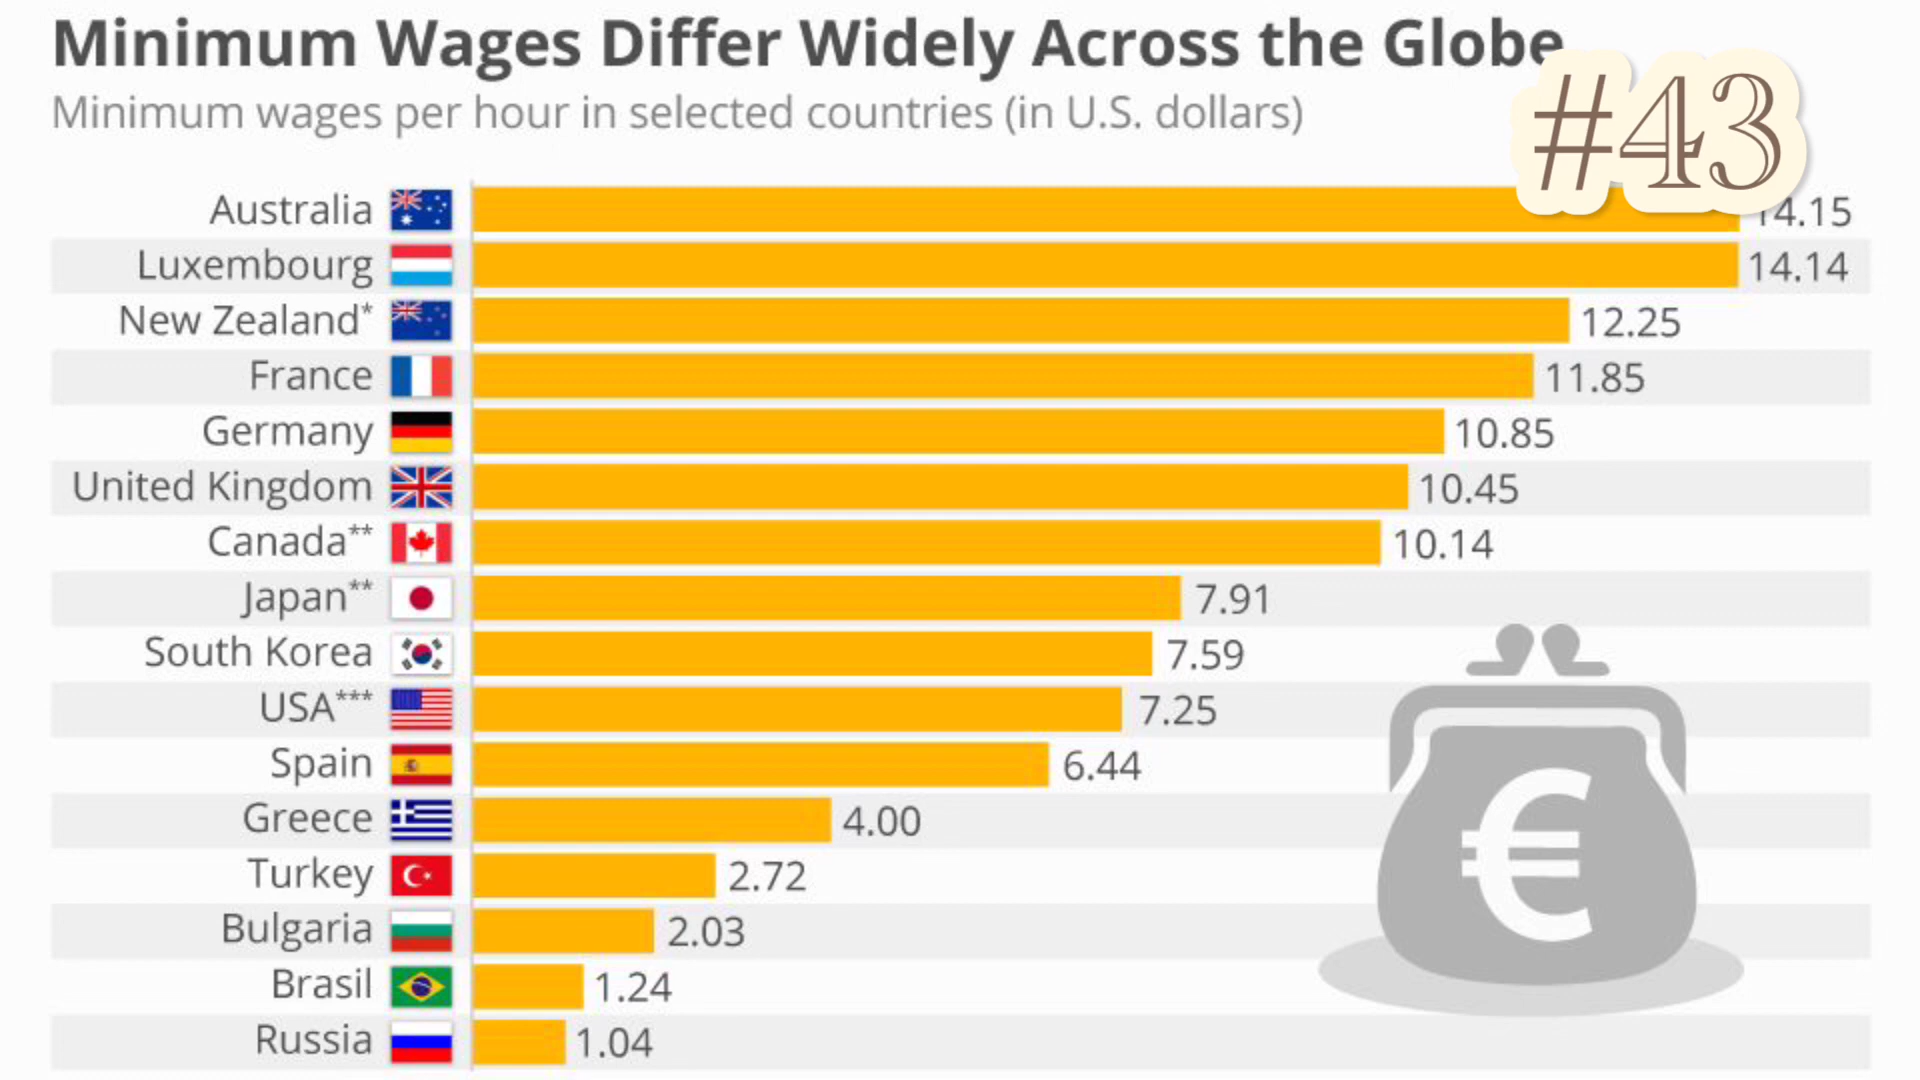 Minimum Wages Differ Widely Across the Globe
#43
Minimum wages per hour in selected countries (in U.S. dollars)
Australia 14.15
Luxembourg 14.14
New Zealand* 12.25
France 11.85
Germany 10.85
United Kingdom 10.45
Canada** 10.14
Japan** 7.91
South Korea 7.59
USA*** 7.25
Spain 6.44
Greece 4.00
Turkey 2.72
Bulgaria 2.03
Brasil 1.24
Russia 1.04
€